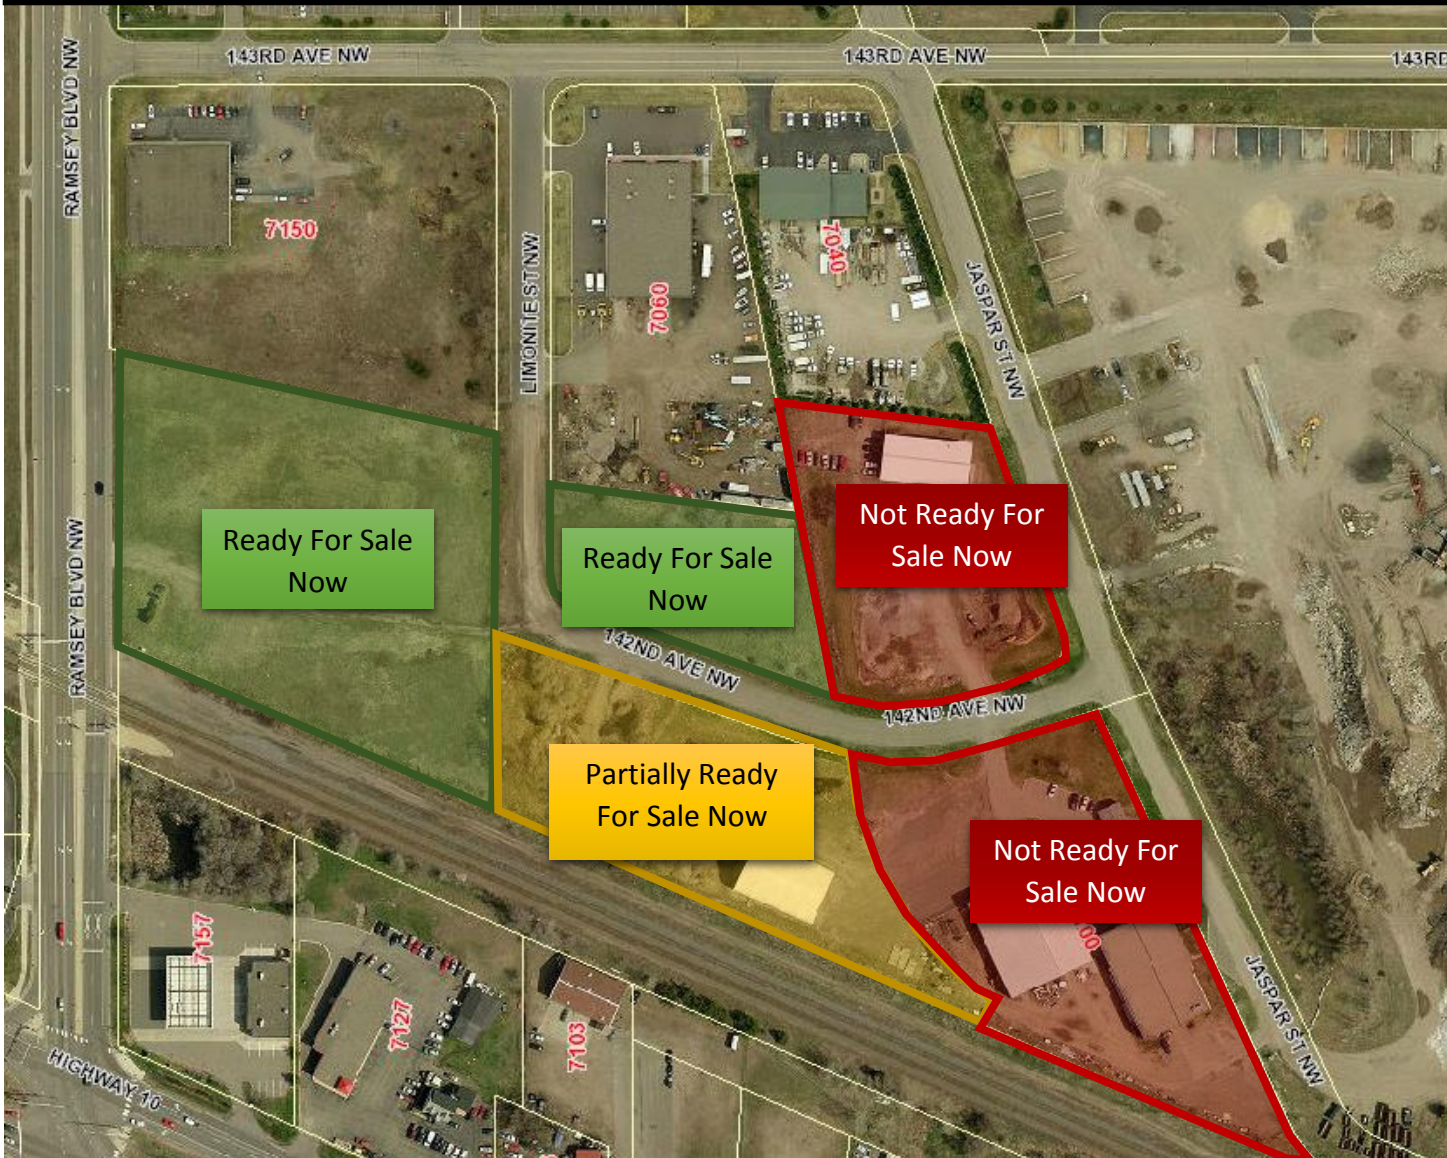 143RD AVE NW
143RD AVE NW
143RD
RAMSEY BLVD NW
7150
LIMONITE ST NW
7060
7040
JASPAR ST NW
Ready For Sale
Now
Ready For Sale
Now
Not Ready For
Sale Now
RAMSEY BLVD NW
142ND AVE NW
142ND AVE NW
Partially Ready
For Sale Now
Not Ready For
Sale Now
00
7157
7127
7103
JASPAR ST NW
HIGHWAY 10